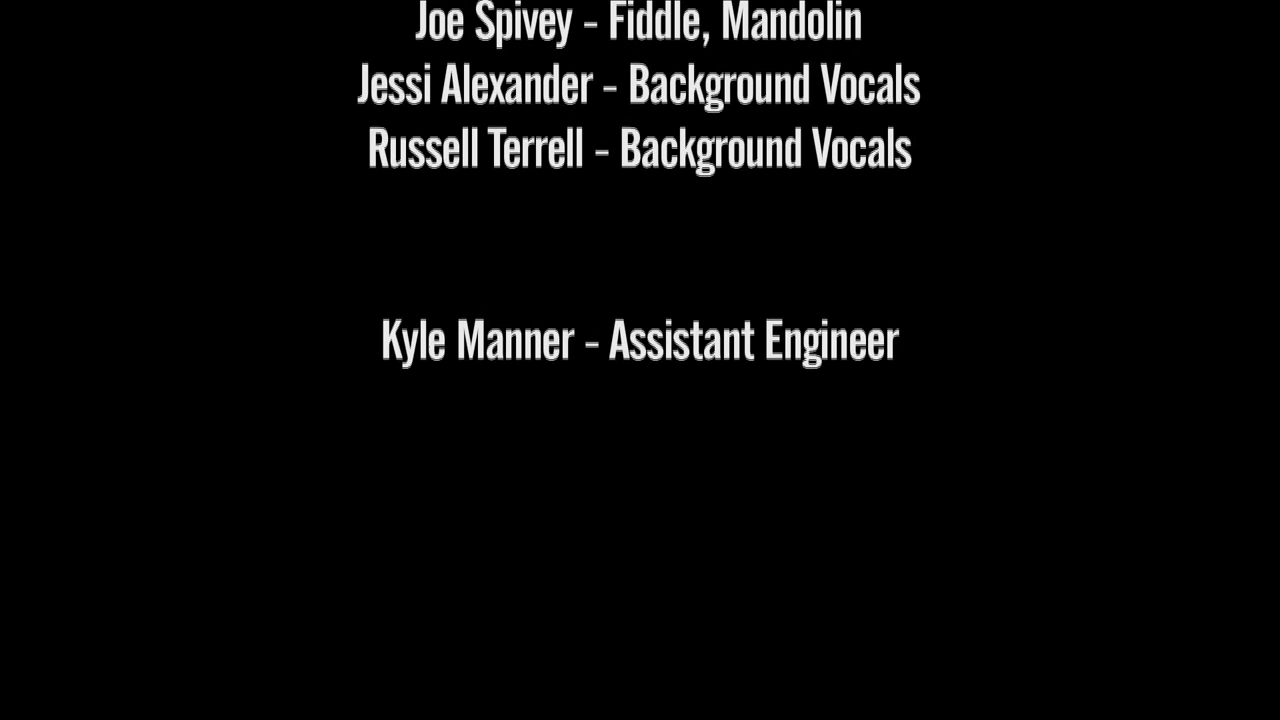 Joe Spivey – Fiddle, Mandolin
Jessi Alexander – Background Vocals
Russell Terrell – Background Vocals
Kyle Manner – Assistant Engineer